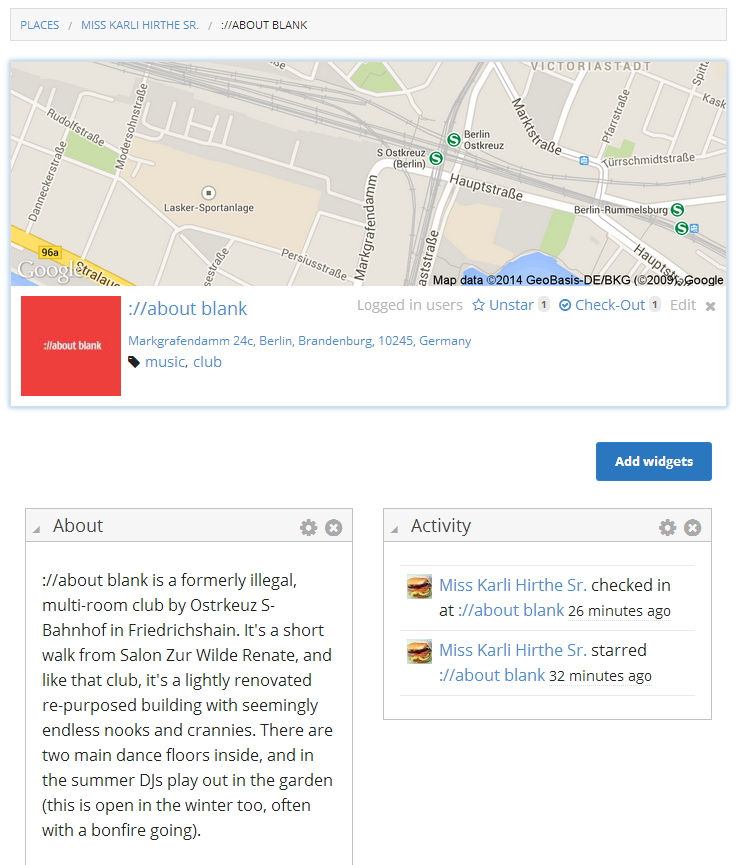 PLACES / MISS KARLI HIRTHE SR. / ://ABOUT BLANK
VICTORIASTADT
Rudolfstraße
Modersohnstraße
Danneckerstraße
Lasker-Sportanlage
Persiusstraße
Markgrafendamm
S Ostkreuz
(Berlin)
Berlin
Ostkreuz
Marktstraße
Pfarrstraße
Türrschmidtstraße
Hauptstraße
Berlin-Rummelsburg
Hauptstraße
96a
Google
Map data ©2014 GeoBasis-DE/BKG (©2009), Google
://about blank
://about blank
Logged in users Unstar 1 Check-Out 1 Edit
Markgrafendamm 24c, Berlin, Brandenburg, 10245, Germany
music, club
Add widgets
About
://about blank is a formerly illegal,
multi-room club by Ostrkeuz S-
Bahnhof in Friedrichshain. It's a short
walk from Salon Zur Wilde Renate, and
like that club, it's a lightly renovated
re-purposed building with seemingly
endless nooks and crannies. There are
two main dance floors inside, and in
the summer DJs play out in the garden
(this is open in the winter too, often
with a bonfire going).
Activity
Miss Karli Hirthe Sr. checked in
at ://about blank 26 minutes ago
Miss Karli Hirthe Sr. starred
://about blank 32 minutes ago